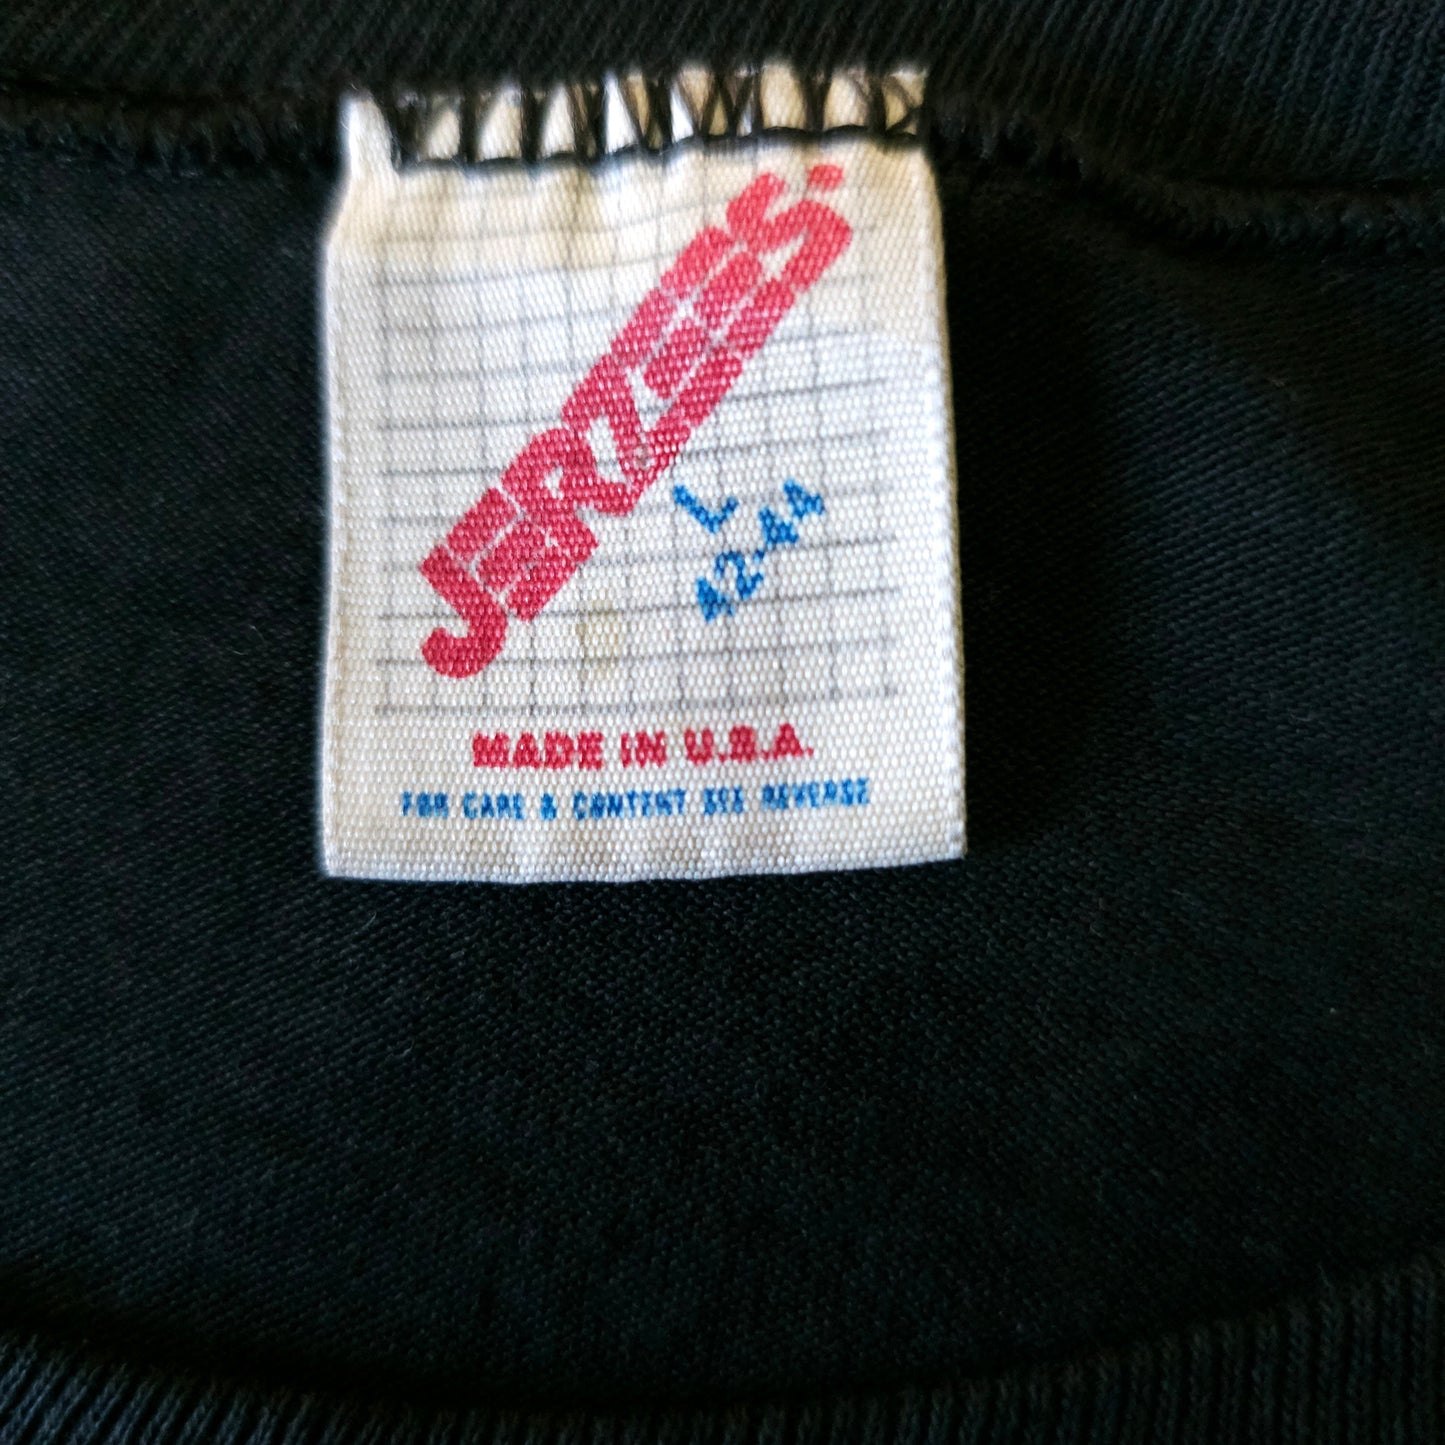 JERZEES
L
42-44
MADE IN U.S.A.
FOR CARE & CONTENT SEE REVERSE